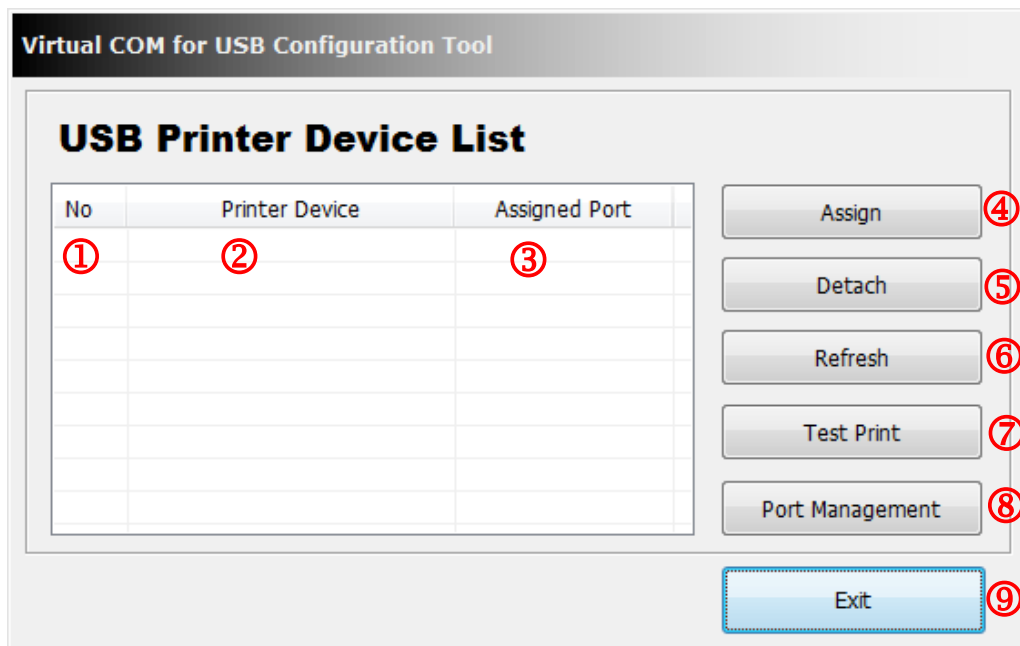 Virtual COM for USB Configuration Tool
USB Printer Device List
No Printer Device Assigned Port
① ② ③
Assign ④
Detach ⑤
Refresh ⑥
Test Print ⑦
Port Management ⑧
Exit ⑨